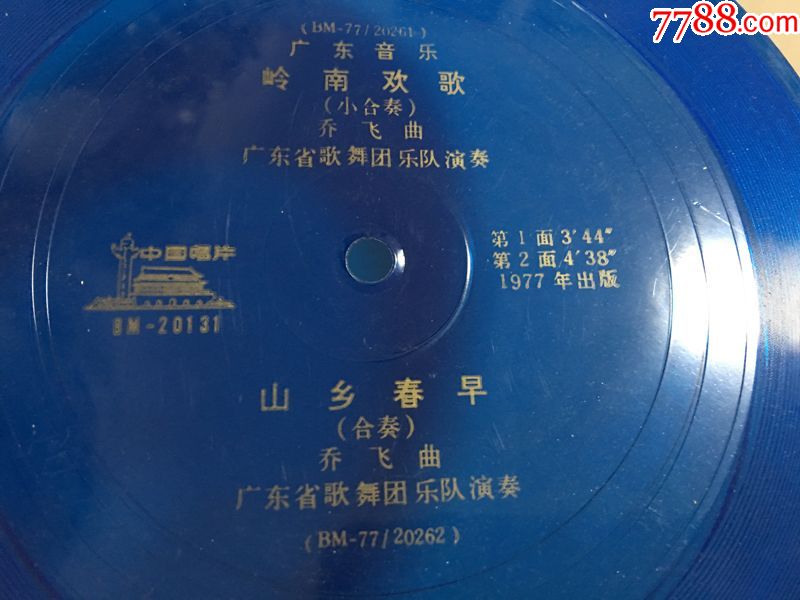 7788.com
(BM-77/20261)
广东音乐
岭南欢歌
(小合奏)
乔飞曲
广东省歌舞团乐队演奏
中国唱片
BM-20131
第1面3′44″
第2面4′38″
1977年出版
山乡春早
(合奏)
乔飞曲
广东省歌舞团乐队演奏
(BM-77/20262)